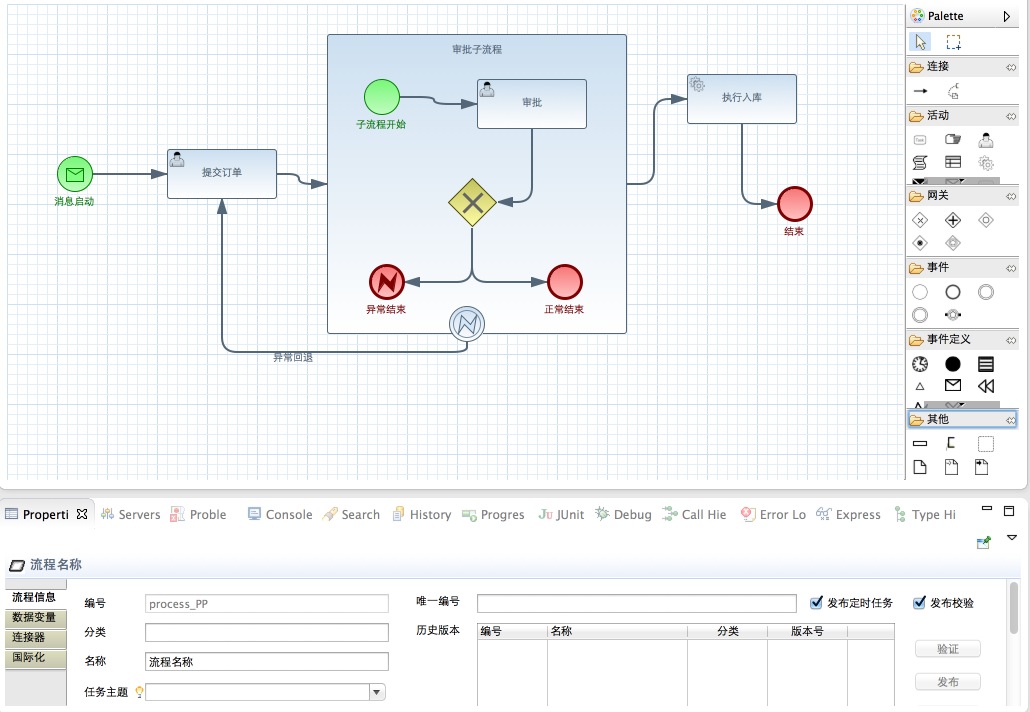 Palette
连接
活动
网关
事件
事件定义
其他
审批子流程
子流程开始
审批
执行入库
提交订单
消息启动
结束
异常结束
正常结束
异常回退
Properti
Servers
Proble
Console
Search
History
Progres
JUnit
Debug
Call Hie
Error Lo
Express
Type Hi
流程名称
流程信息
数据变量
连接器
国际化
编号 process_PP
分类
名称 流程名称
任务主题
唯一编号
发布定时任务
发布校验
历史版本
编号 名称 分类 版本号
验证
发布